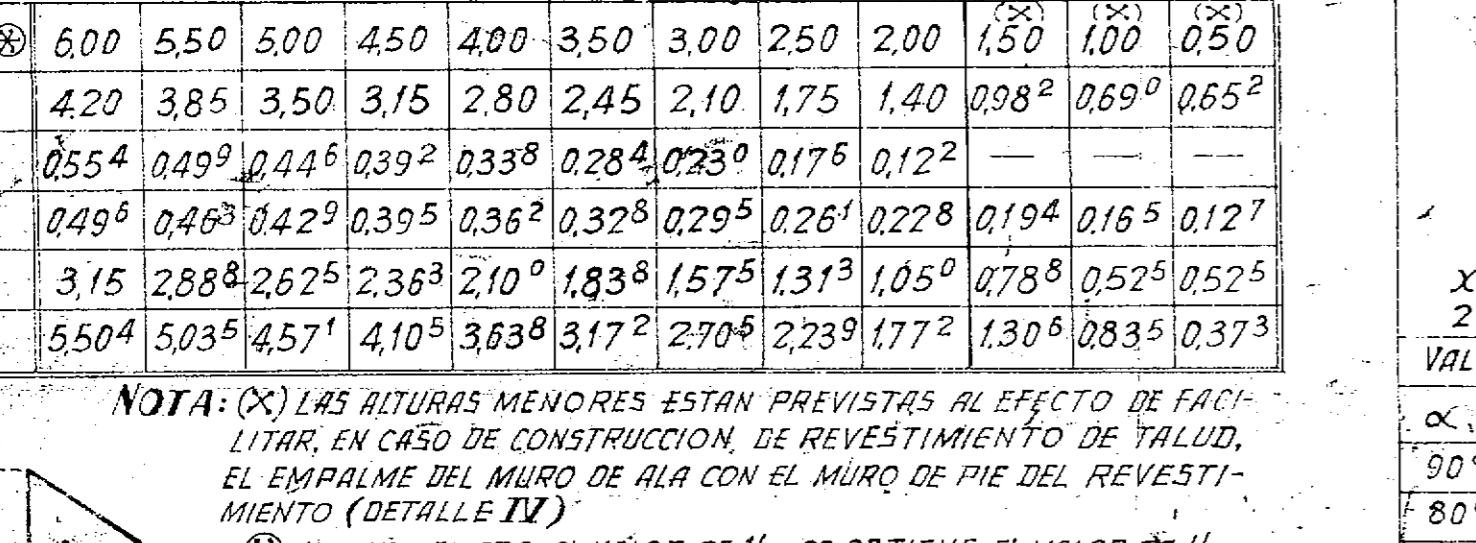 (X) (X) (X)
6,00 5,50 5,00 4,50 4,00 3,50 3,00 2,50 2,00 1,50 1,00 0,50
4.20 3,85 3,50 3,15 2,80 2,45 2,10 1,75 1,40 0,98² 0,69⁰ 0,65²
0,55⁴ 0,49⁹ 0,44⁶ 0,39² 0,33⁸ 0,28⁴ 0,23⁰ 0,17⁶ 0,12² — — —
0,49⁶ 0,46³ 0,42⁹ 0,39⁵ 0,36² 0,32⁸ 0,29⁵ 0,26¹ 0,22⁸ 0,19⁴ 0,16⁵ 0,12⁷
3,15 2,88⁸ 2,62⁵ 2,36³ 2,10⁰ 1,83⁸ 1,57⁵ 1,31³ 1,05⁰ 0,78⁸ 0,52⁵ 0,52⁵
5,50⁴ 5,03⁵ 4,57¹ 4,10⁵ 3,63⁸ 3,17² 2,70⁵ 2,23⁹ 1,77² 1,30⁶ 0,83⁵ 0,37³
NOTA: (X) LAS ALTURAS MENORES ESTAN PREVISTAS AL EFECTO DE FACI-
LITAR, EN CASO DE CONSTRUCCION, DE REVESTIMIENTO DE TALUD,
EL EMPALME DEL MURO DE ALA CON EL MURO DE PIE DEL REVESTI-
MIENTO (DETALLE IV)
X
2
VAL
α
90°
80°